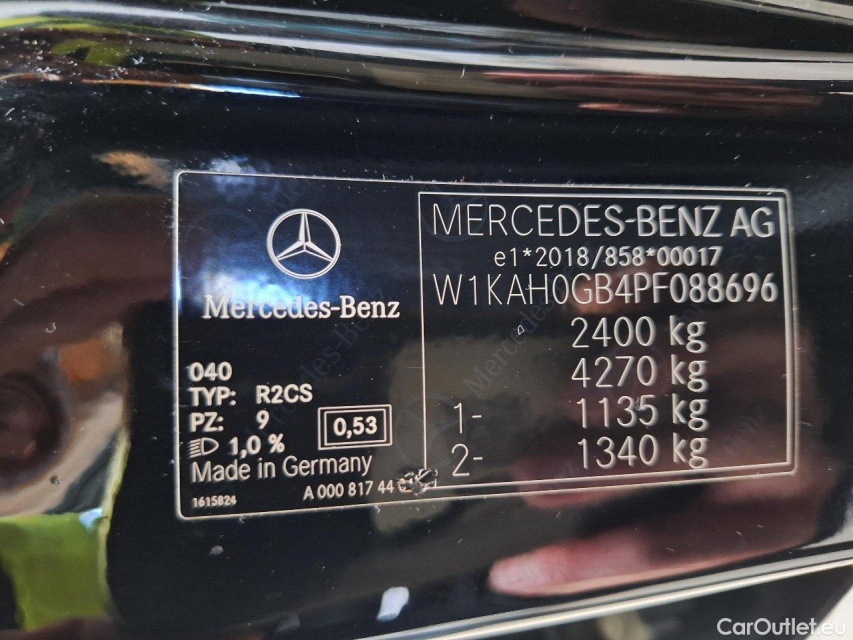 MERCEDES-BENZ AG
e1*2018/858*00017
W1KAH0GB4PF088696
2400 kg
4270 kg
1- 1135 kg
2- 1340 kg
Mercedes-Benz
040
TYP: R2CS
PZ: 9
0,53
1,0 %
Made in Germany
1615824
A 000 817 44
CarOutlet.eu